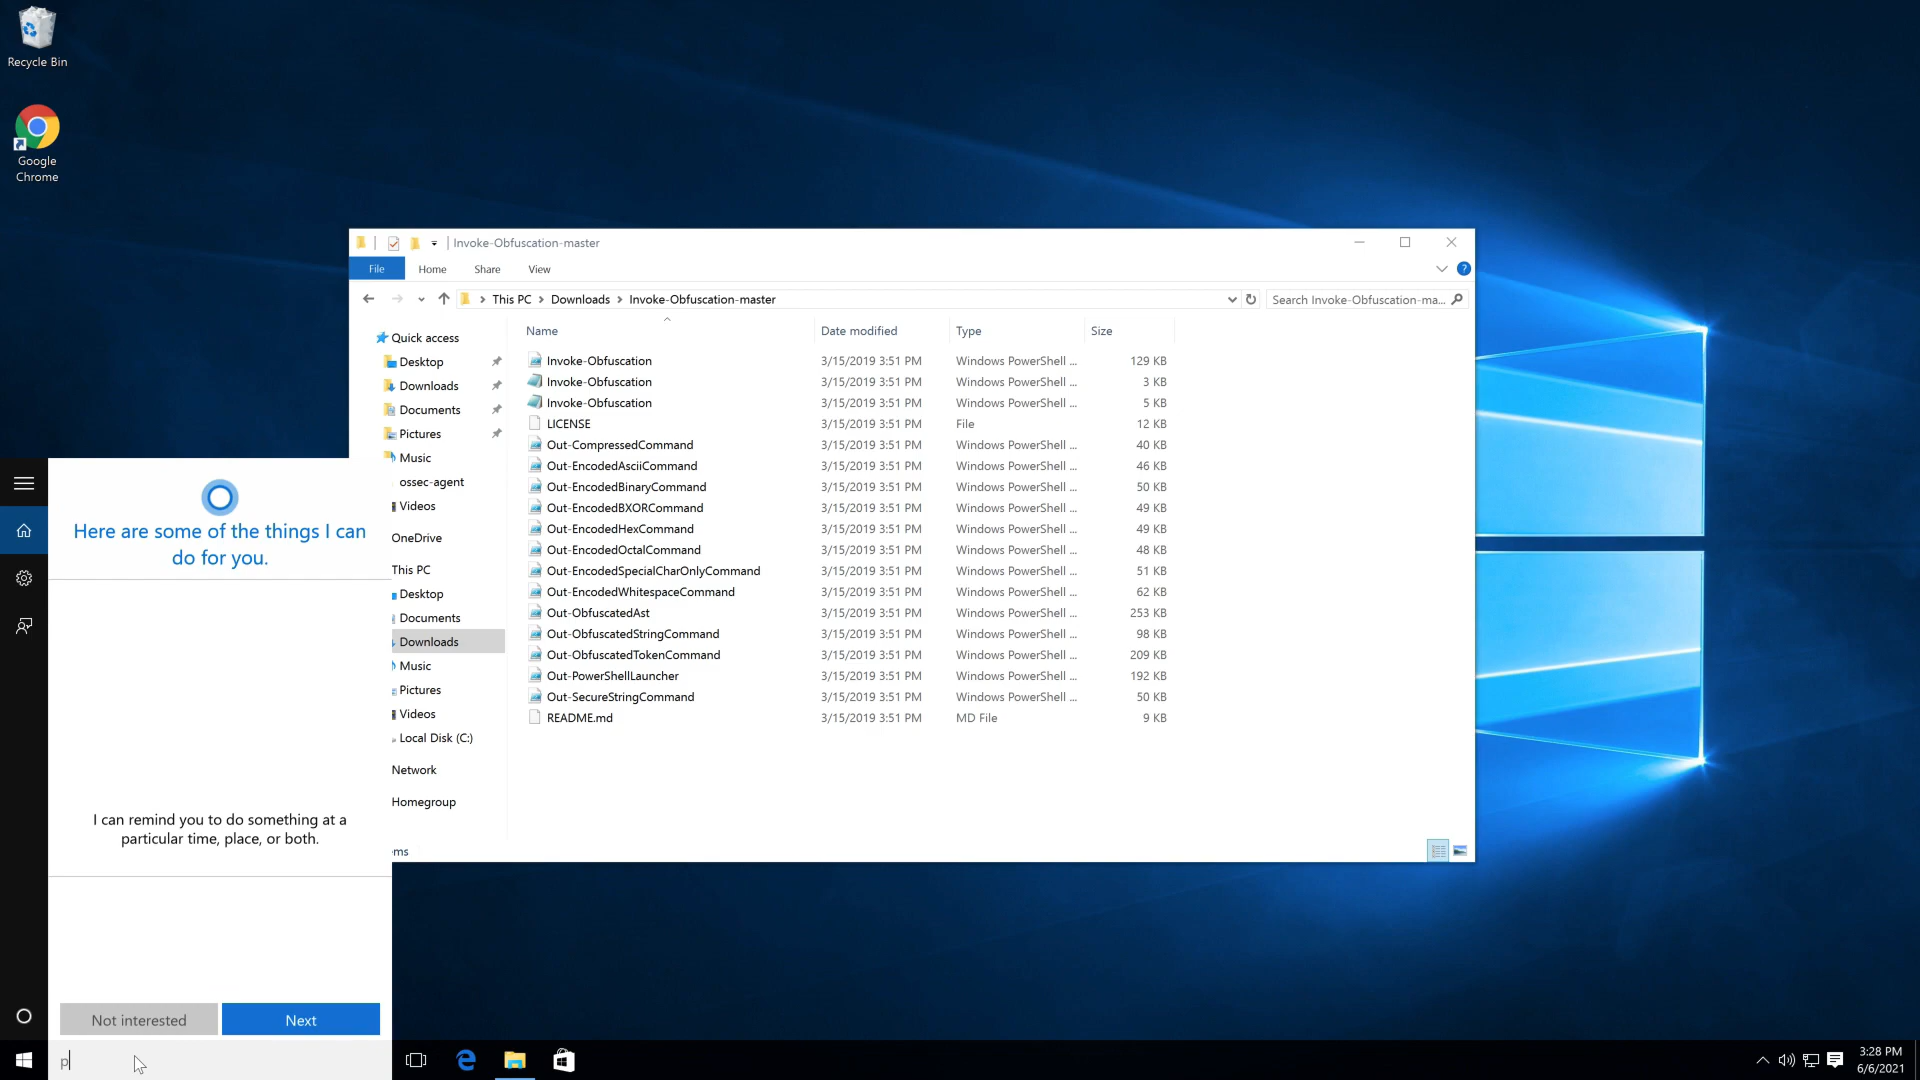 Recycle Bin
Google
Chrome
Invoke-Obfuscation-master
File Home Share View
This PC Downloads Invoke-Obfuscation-master Search Invoke-Obfuscation-ma...
Name Date modified Type Size
Quick access
Desktop
Downloads
Documents
Pictures
Music
ossec-agent
Videos
OneDrive
This PC
Desktop
Documents
Downloads
Music
Pictures
Videos
Local Disk (C:)
Network
Homegroup
ems
Invoke-Obfuscation 3/15/2019 3:51 PM Windows PowerShell ... 129 KB
Invoke-Obfuscation 3/15/2019 3:51 PM Windows PowerShell ... 3 KB
Invoke-Obfuscation 3/15/2019 3:51 PM Windows PowerShell ... 5 KB
LICENSE 3/15/2019 3:51 PM File 12 KB
Out-CompressedCommand 3/15/2019 3:51 PM Windows PowerShell ... 40 KB
Out-EncodedAsciiCommand 3/15/2019 3:51 PM Windows PowerShell ... 46 KB
Out-EncodedBinaryCommand 3/15/2019 3:51 PM Windows PowerShell ... 50 KB
Out-EncodedBXORCommand 3/15/2019 3:51 PM Windows PowerShell ... 49 KB
Out-EncodedHexCommand 3/15/2019 3:51 PM Windows PowerShell ... 49 KB
Out-EncodedOctalCommand 3/15/2019 3:51 PM Windows PowerShell ... 48 KB
Out-EncodedSpecialCharOnlyCommand 3/15/2019 3:51 PM Windows PowerShell ... 51 KB
Out-EncodedWhitespaceCommand 3/15/2019 3:51 PM Windows PowerShell ... 62 KB
Out-ObfuscatedAst 3/15/2019 3:51 PM Windows PowerShell ... 253 KB
Out-ObfuscatedStringCommand 3/15/2019 3:51 PM Windows PowerShell ... 98 KB
Out-ObfuscatedTokenCommand 3/15/2019 3:51 PM Windows PowerShell ... 209 KB
Out-PowerShellLauncher 3/15/2019 3:51 PM Windows PowerShell ... 192 KB
Out-SecureStringCommand 3/15/2019 3:51 PM Windows PowerShell ... 50 KB
README.md 3/15/2019 3:51 PM MD File 9 KB
Here are some of the things I can
do for you.
I can remind you to do something at a
particular time, place, or both.
Not interested Next
p
3:28 PM
6/6/2021